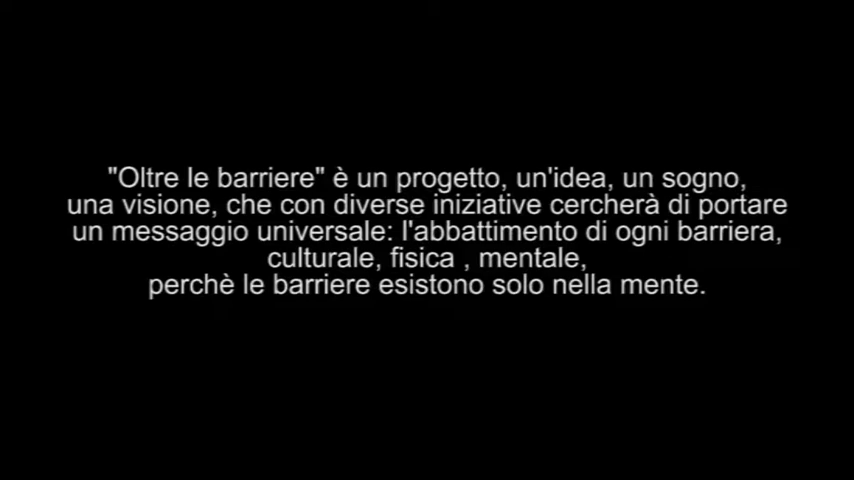 "Oltre le barriere" è un progetto, un'idea, un sogno,
una visione, che con diverse iniziative cercherà di portare
un messaggio universale: l'abbattimento di ogni barriera,
culturale, fisica , mentale,
perchè le barriere esistono solo nella mente.